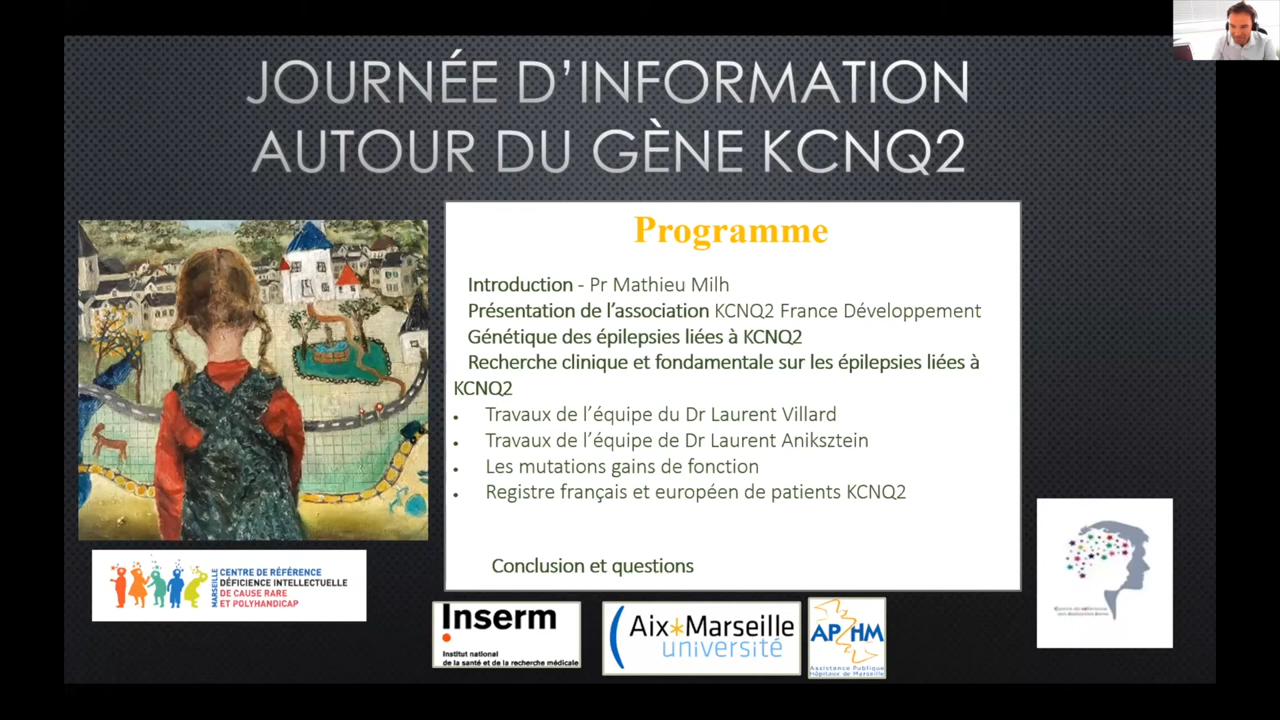 JOURNÉE D’INFORMATION
AUTOUR DU GÈNE KCNQ2
Programme
Introduction - Pr Mathieu Milh
Présentation de l’association KCNQ2 France Développement
Génétique des épilepsies liées à KCNQ2
Recherche clinique et fondamentale sur les épilepsies liées à
KCNQ2
• Travaux de l’équipe du Dr Laurent Villard
• Travaux de l’équipe de Dr Laurent Aniksztein
• Les mutations gains de fonction
• Registre français et européen de patients KCNQ2
Conclusion et questions
MARSEILLE
CENTRE DE RÉFÉRENCE
DÉFICIENCE INTELLECTUELLE
DE CAUSE RARE
ET POLYHANDICAP
Inserm
Institut national
de la santé et de la recherche médicale
Aix*Marseille
université
AP-HM
Assistance Publique
Hôpitaux de Marseille